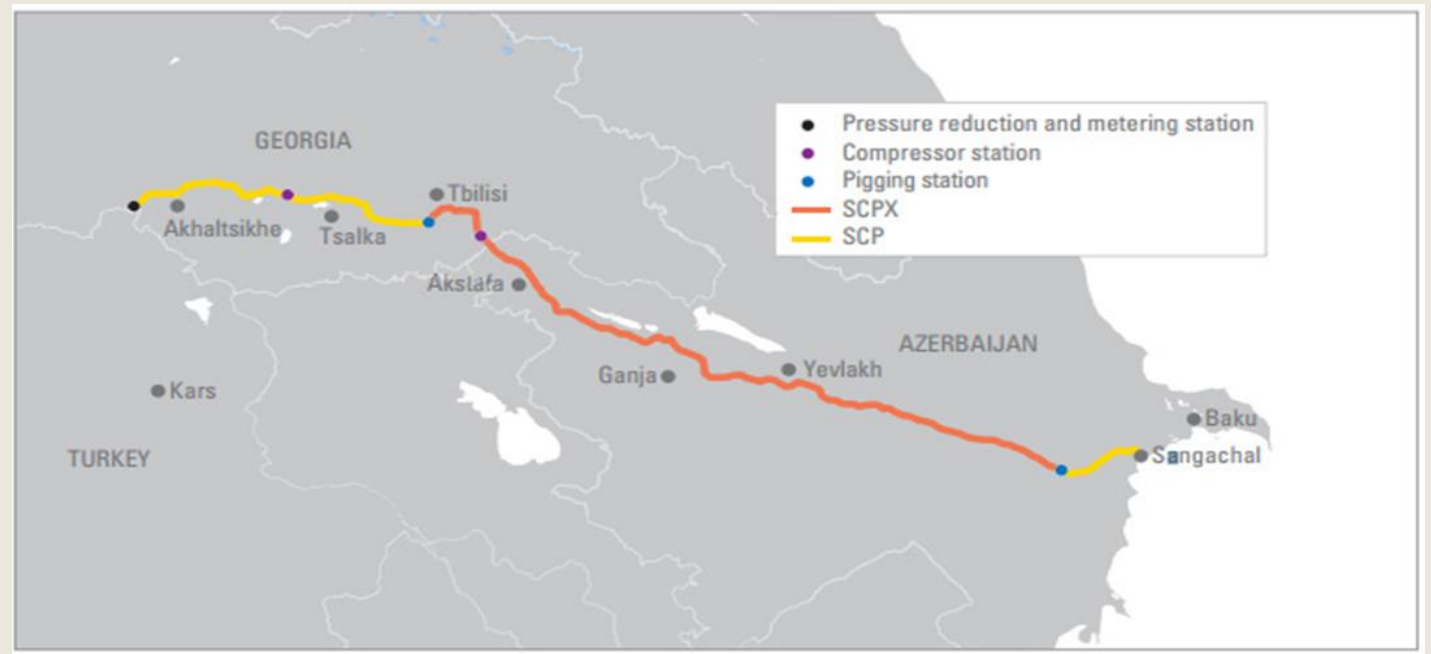 Pressure reduction and metering station
Compressor station
Pigging station
SCPX
SCP
GEORGIA
Tbilisi
Akhaltsikhe
Tsalka
Akstafa
AZERBAIJAN
Ganja
Yevlakh
Kars
Baku
TURKEY
Sangachal